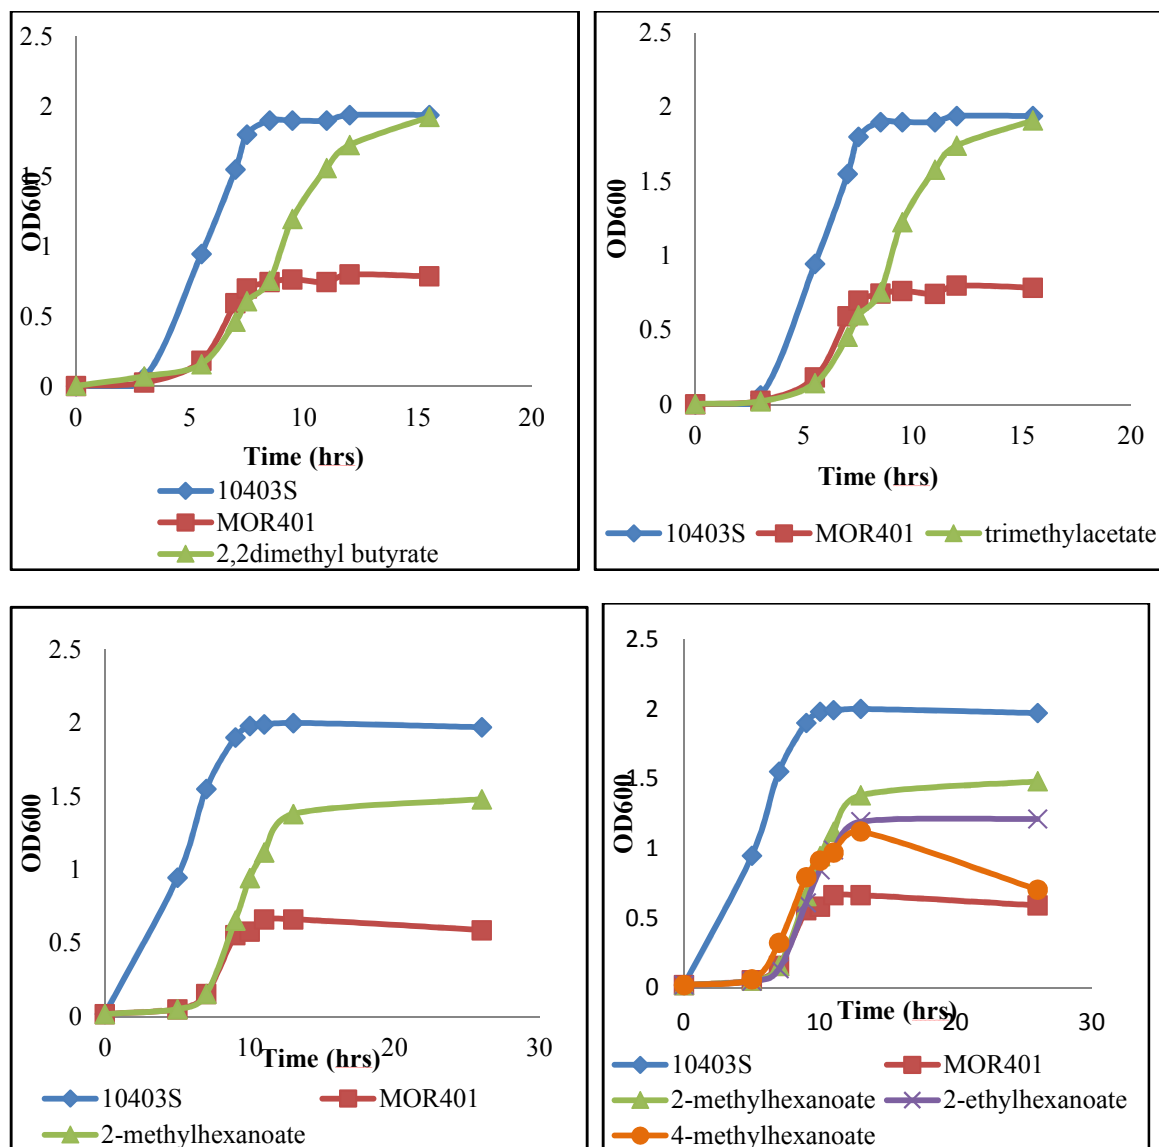 2.5
2
1.5
1
0.5
0
OD600
0 5 10 15 20
Time (hrs)
10403S
MOR401
2,2dimethyl butyrate
2.5
2
1.5
1
0.5
0
OD600
0 5 10 15 20
Time (hrs)
10403S MOR401 trimethylacetate
2.5
2
1.5
1
0.5
0
OD600
0 10 20 30
Time (hrs)
10403S MOR401
2-methylhexanoate
2.5
2
1.5
1
0.5
0
OD600
0 10 20 30
Time (hrs)
10403S MOR401
2-methylhexanoate 2-ethylhexanoate
4-methylhexanoate